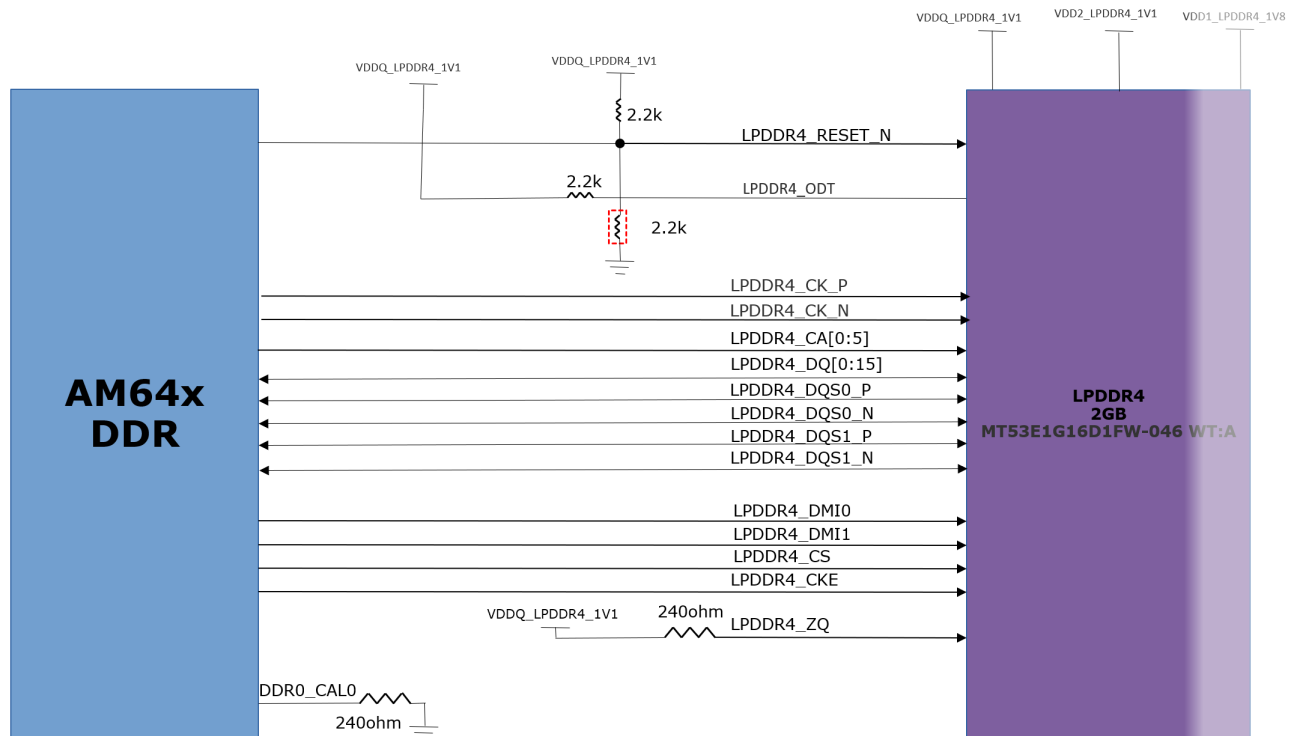 VDDQ_LPDDR4_1V1
VDD2_LPDDR4_1V1
VDD1_LPDDR4_1V8
VDDQ_LPDDR4_1V1
VDDQ_LPDDR4_1V1
2.2k
LPDDR4_RESET_N
2.2k
LPDDR4_ODT
2.2k
LPDDR4_CK_P
LPDDR4_CK_N
LPDDR4_CA[0:5]
LPDDR4_DQ[0:15]
LPDDR4_DQS0_P
LPDDR4_DQS0_N
LPDDR4_DQS1_P
LPDDR4_DQS1_N
AM64x
DDR
LPDDR4
2GB
MT53E1G16D1FW-046 WT:A
LPDDR4_DMI0
LPDDR4_DMI1
LPDDR4_CS
LPDDR4_CKE
VDDQ_LPDDR4_1V1
240ohm
LPDDR4_ZQ
DDR0_CAL0
240ohm